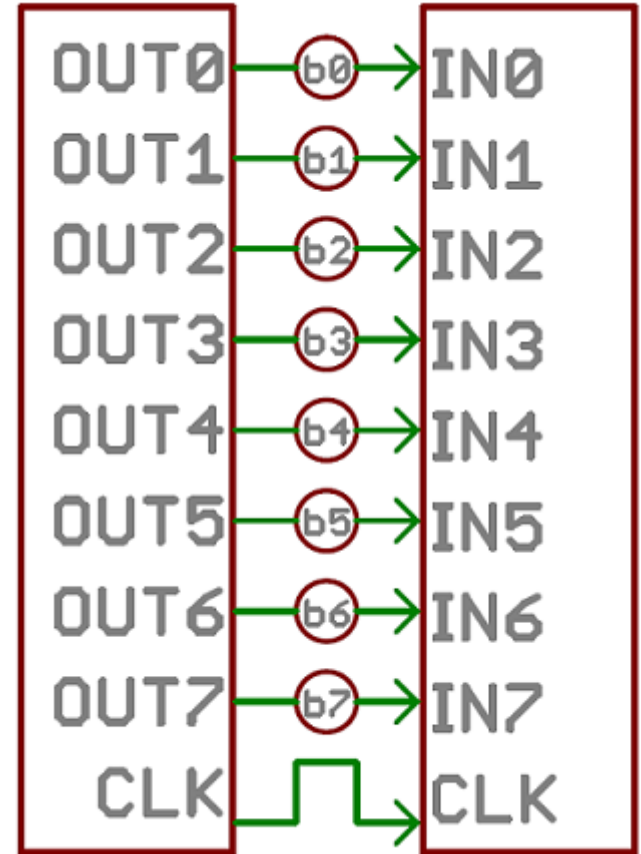 OUT0 b0 IN0
OUT1 b1 IN1
OUT2 b2 IN2
OUT3 b3 IN3
OUT4 b4 IN4
OUT5 b5 IN5
OUT6 b6 IN6
OUT7 b7 IN7
CLK CLK